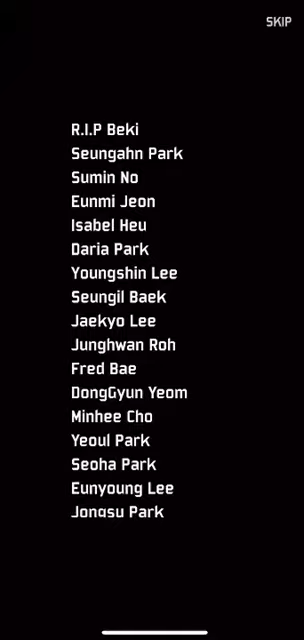 SKIP
R.I.P Beki
Seungahn Park
Sumin No
Eunmi Jeon
Isabel Heu
Daria Park
Youngshin Lee
Seungil Baek
Jaekyo Lee
Junghwan Roh
Fred Bae
DongGyun Yeom
Minhee Cho
Yeoul Park
Seoha Park
Eunyoung Lee
Jongsu Park